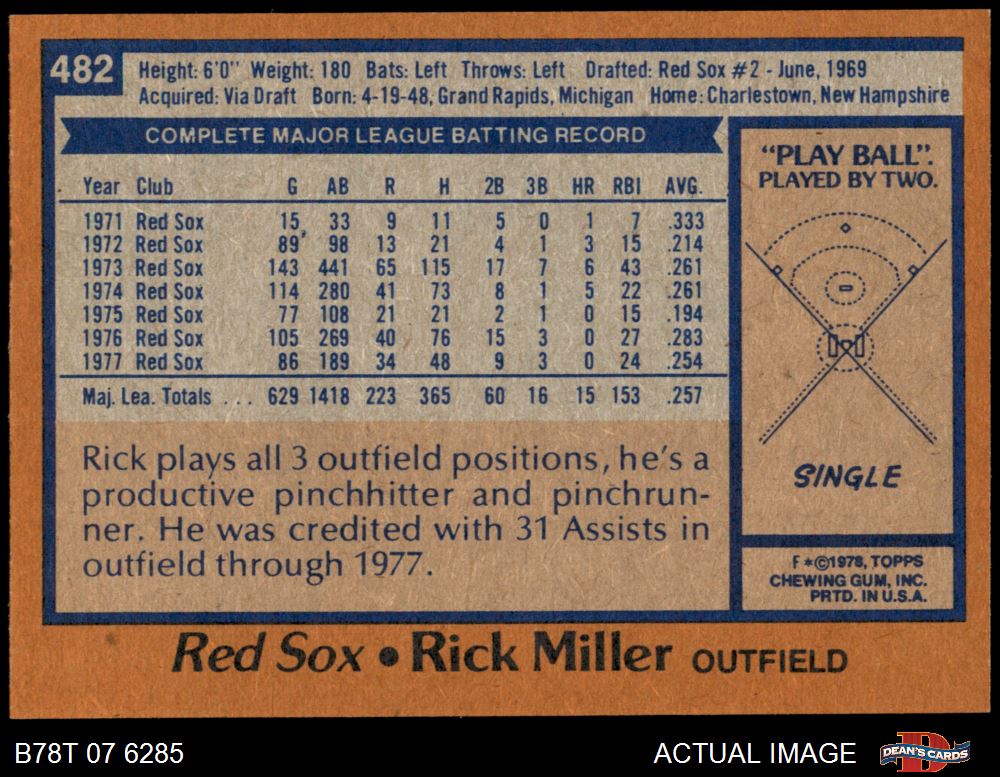 482
Height: 6'0" Weight: 180 Bats: Left Throws: Left Drafted: Red Sox #2 - June, 1969
Acquired: Via Draft Born: 4-19-48, Grand Rapids, Michigan Home: Charlestown, New Hampshire
COMPLETE MAJOR LEAGUE BATTING RECORD
Year Club G AB R H 2B 3B HR RBI AVG.
1971 Red Sox 15 33 9 11 5 0 1 7 .333
1972 Red Sox 89 98 13 21 4 1 3 15 .214
1973 Red Sox 143 441 65 115 17 7 6 43 .261
1974 Red Sox 114 280 41 73 8 1 5 22 .261
1975 Red Sox 77 108 21 21 2 1 0 15 .194
1976 Red Sox 105 269 40 76 15 3 0 27 .283
1977 Red Sox 86 189 34 48 9 3 0 24 .254
Maj. Lea. Totals ... 629 1418 223 365 60 16 15 153 .257
Rick plays all 3 outfield positions, he's a
productive pinchhitter and pinchrun-
ner. He was credited with 31 Assists in
outfield through 1977.
"PLAY BALL".
PLAYED BY TWO.
SINGLE
F*©1978, TOPPS
CHEWING GUM, INC.
PRTD. IN U.S.A.
Red Sox • Rick Miller OUTFIELD
B78T 07 6285
ACTUAL IMAGE
DEAN'S CARDS